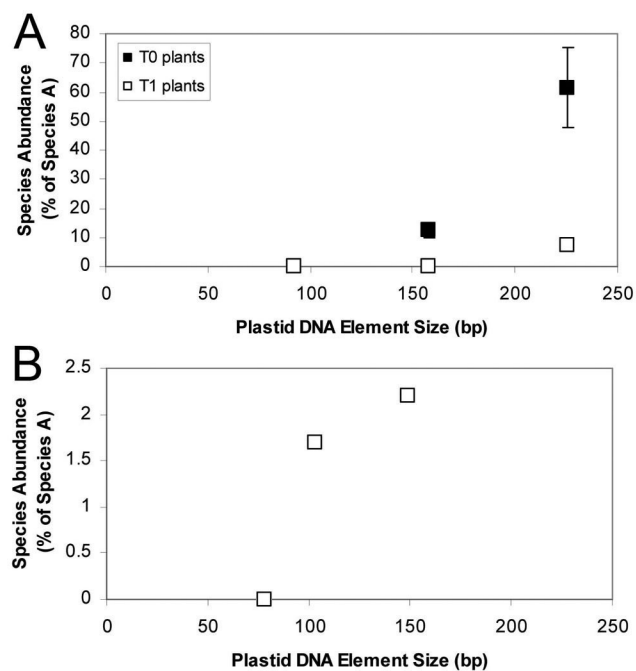 A
Species Abundance
(% of Species A)
80
70
60
50
40
30
20
10
0
T0 plants
T1 plants
0 50 100 150 200 250
Plastid DNA Element Size (bp)
B
Species Abundance
(% of Species A)
2.5
2
1.5
1
0.5
0
0 50 100 150 200 250
Plastid DNA Element Size (bp)